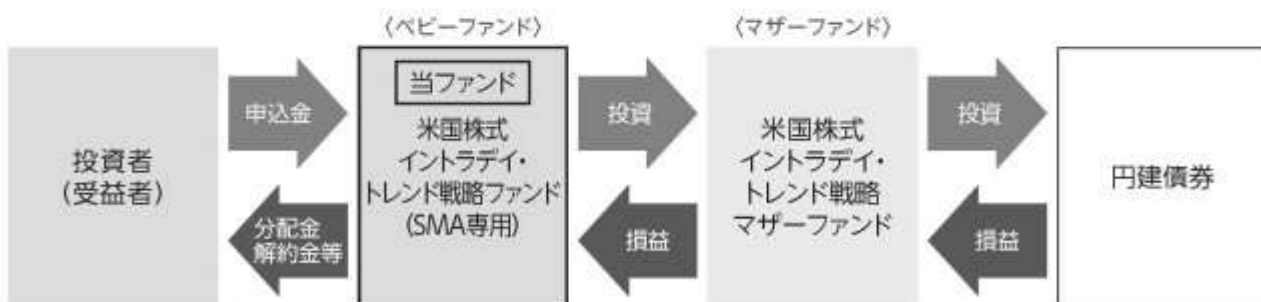 〈ベビーファンド〉
〈マザーファンド〉
投資者
(受益者)
申込金
分配金
解約金等
当ファンド
米国株式
イントラデイ・
トレンド戦略ファンド
(SMA専用)
投資
損益
米国株式
イントラデイ・
トレンド戦略
マザーファンド
投資
損益
円建債券